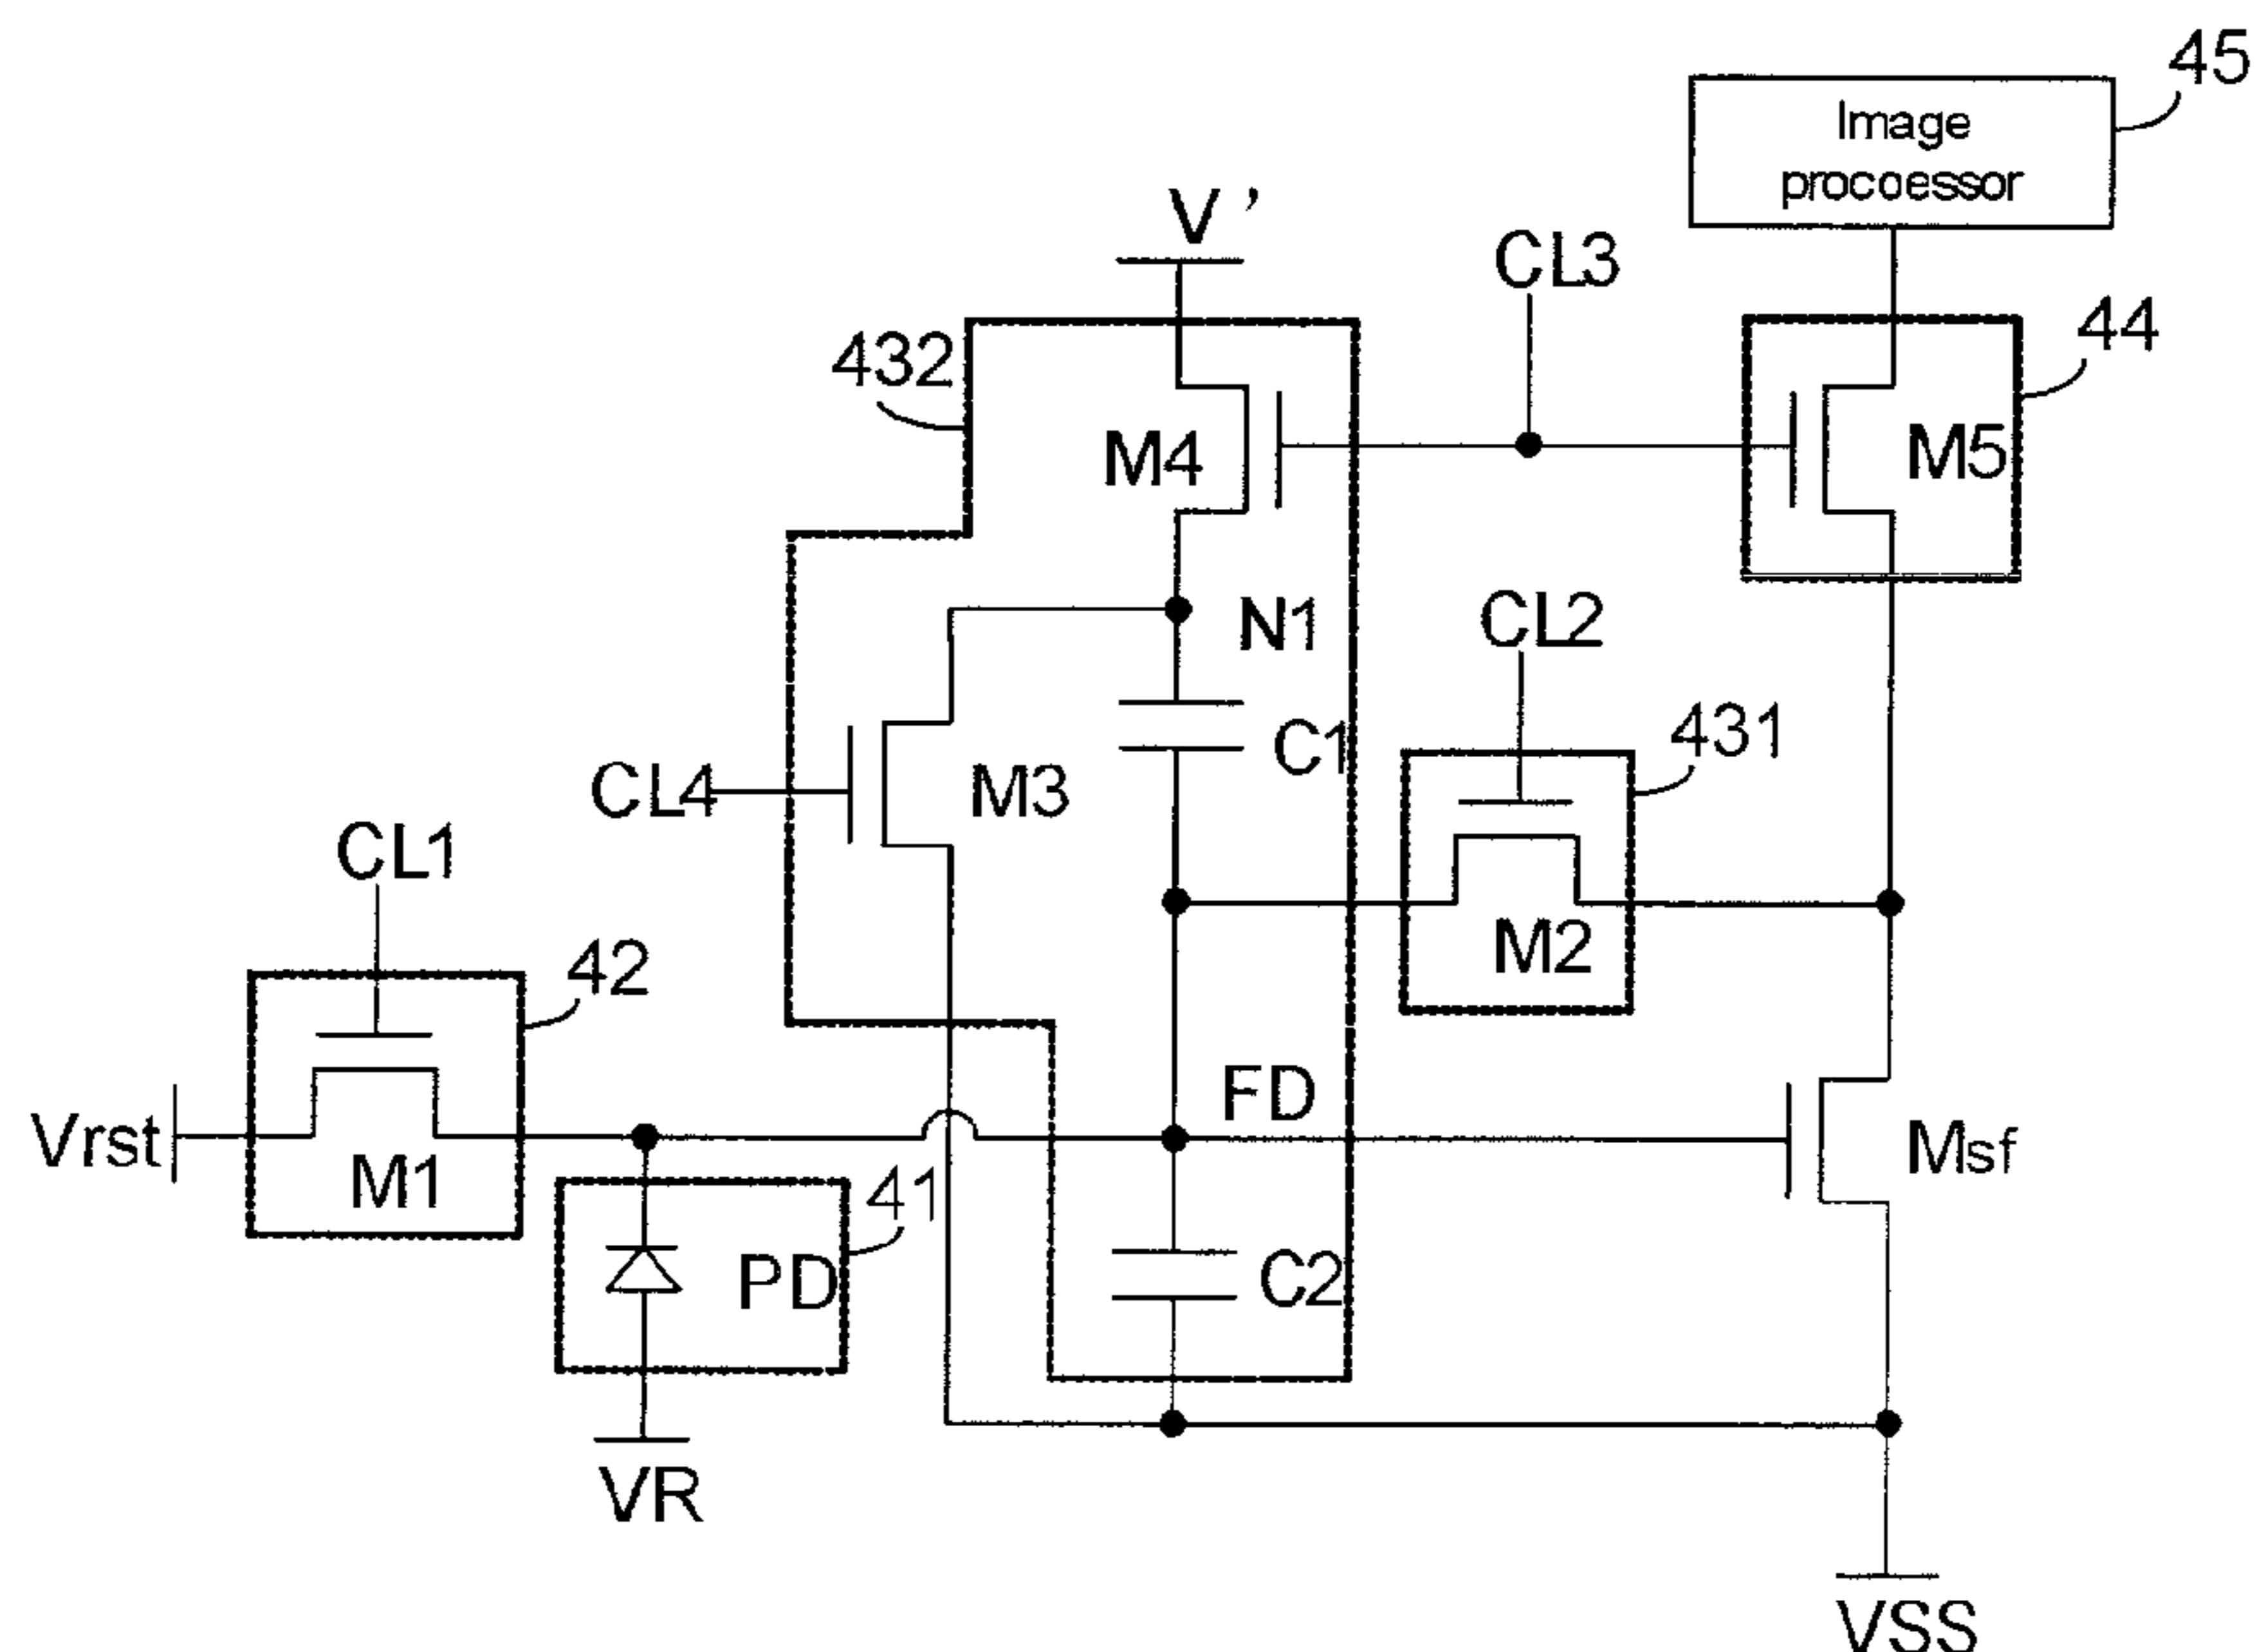 45
Image
procoessor
V’
CL3
44
432
M4
M5
N1
CL2
C1
431
CL4
M3
CL1
M2
42
FD
Vrst
M1
Msf
41
PD
C2
VR
VSS